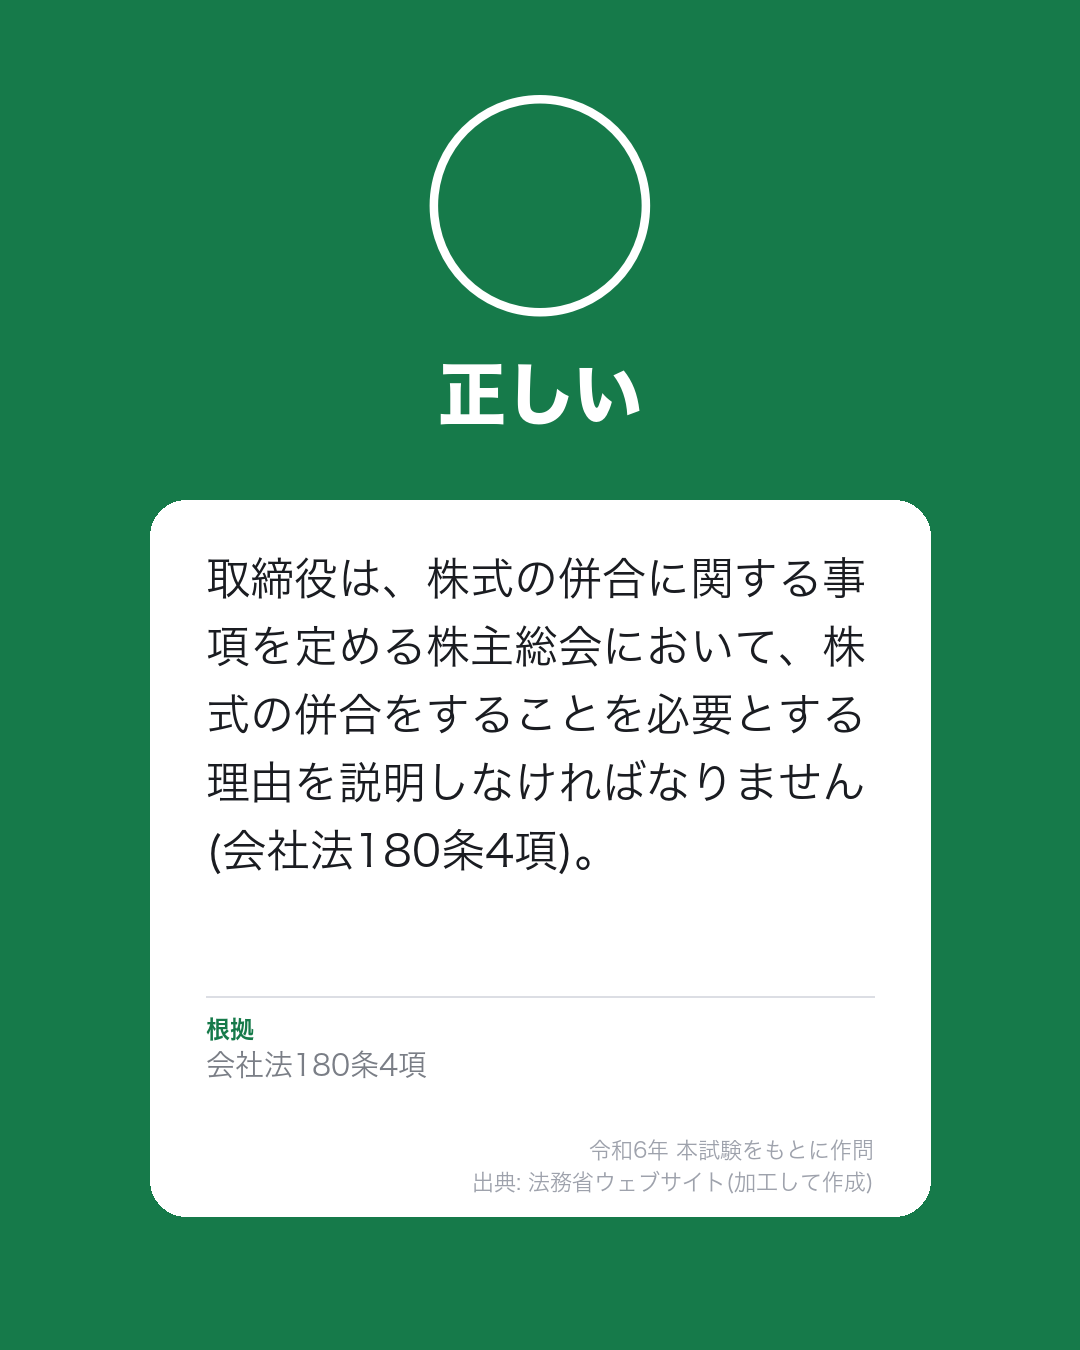 正しい
取締役は、株式の併合に関する事
項を定める株主総会において、株
式の併合をすることを必要とする
理由を説明しなければなりません
(会社法180条4項)。
根拠
会社法180条4項
令和6年 本試験をもとに作問
出典: 法務省ウェブサイト(加工して作成)